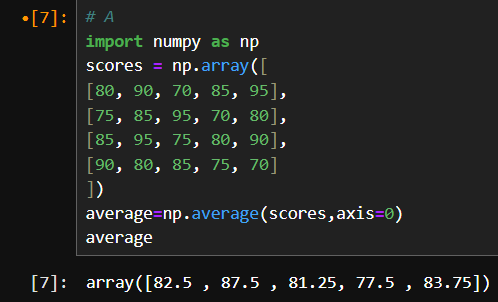 •[7]: # A
import numpy as np
scores = np.array([
[80, 90, 70, 85, 95],
[75, 85, 95, 70, 80],
[85, 95, 75, 80, 90],
[90, 80, 85, 75, 70]
])
average=np.average(scores,axis=0)
average
[7]: array([82.5 , 87.5 , 81.25, 77.5 , 83.75])